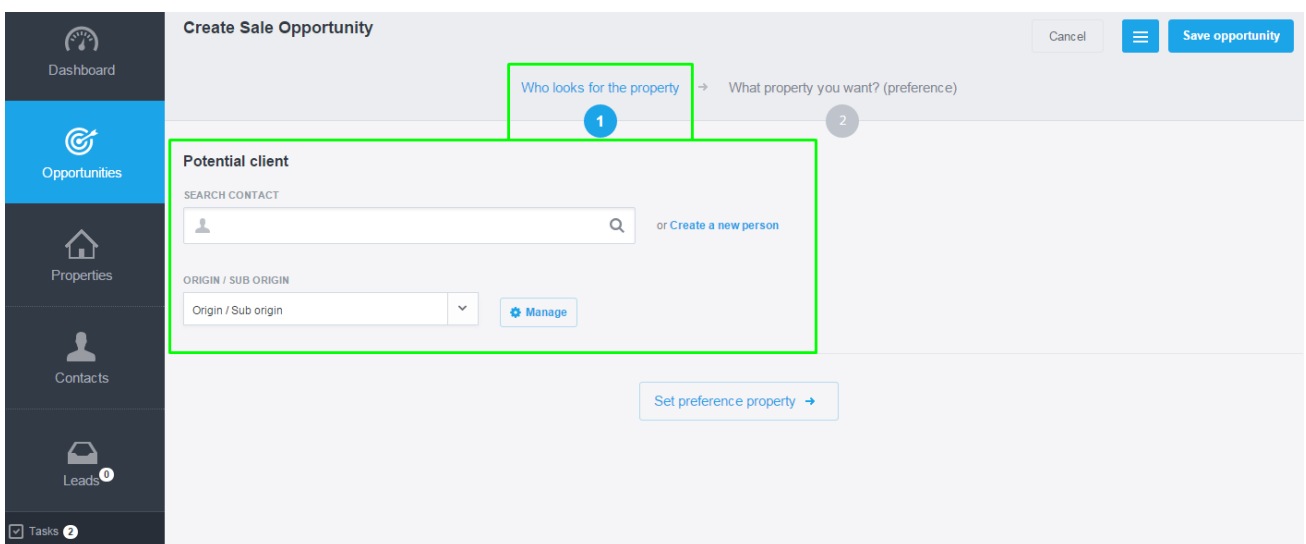 Dashboard
Opportunities
Properties
Contacts
Leads 0
Tasks 2
Create Sale Opportunity
Cancel
Save opportunity
Who looks for the property → What property you want? (preference)
1 2
Potential client
SEARCH CONTACT
or Create a new person
ORIGIN / SUB ORIGIN
Origin / Sub origin
Manage
Set preference property →